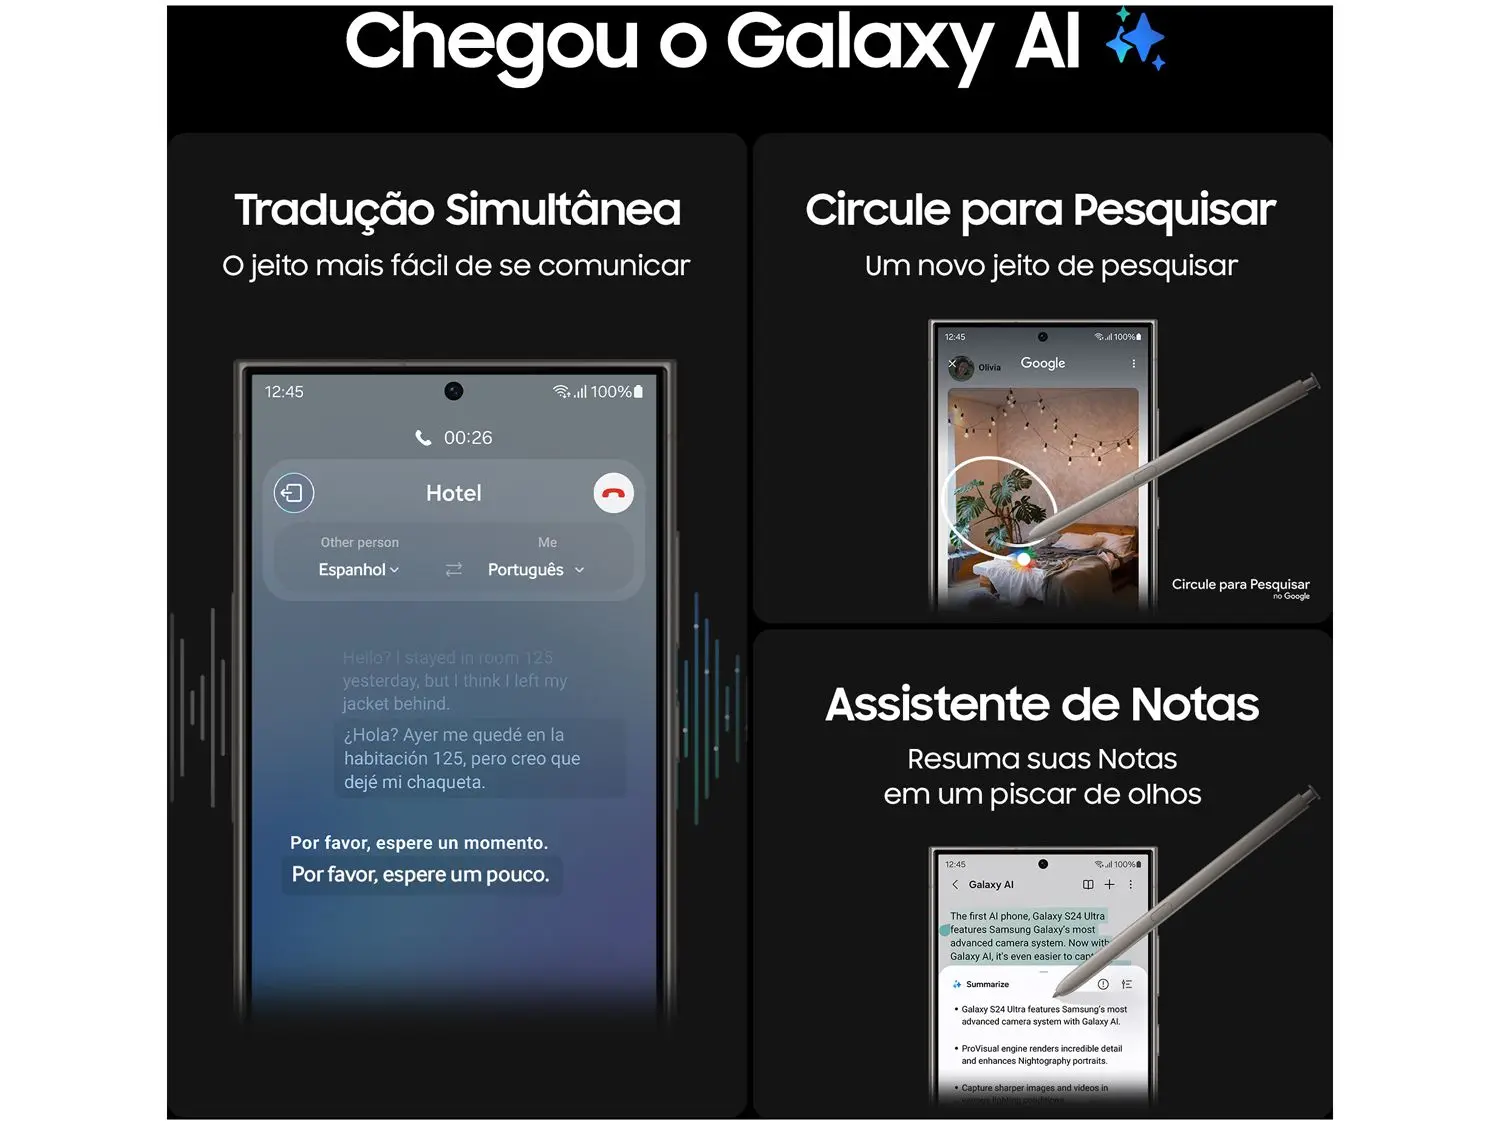 Chegou o Galaxy AI
Tradução Simultânea
O jeito mais fácil de se comunicar
12:45
100%
00:26
Hotel
Other person
Me
Espanhol
Português
Hello? I stayed in room 125
yesterday, but I think I left my
jacket behind.
¿Hola? Ayer me quedé en la
habitación 125, pero creo que
dejé mi chaqueta.
Por favor, espere un momento.
Por favor, espere um pouco.
Circule para Pesquisar
Um novo jeito de pesquisar
12:45
100%
Olivia
Google
Circule para Pesquisar
no Google
Assistente de Notas
Resuma suas Notas
em um piscar de olhos
12:45
100%
Galaxy AI
The first AI phone, Galaxy S24 Ultra
features Samsung Galaxy's most
advanced camera system. Now with
Galaxy AI, it's even easier to
Summarize
• Galaxy S24 Ultra features Samsung's most
advanced camera system with Galaxy AI.
• ProVisual engine renders incredible detail
and enhances Nightography portraits.
• Capture sharper images and videos in